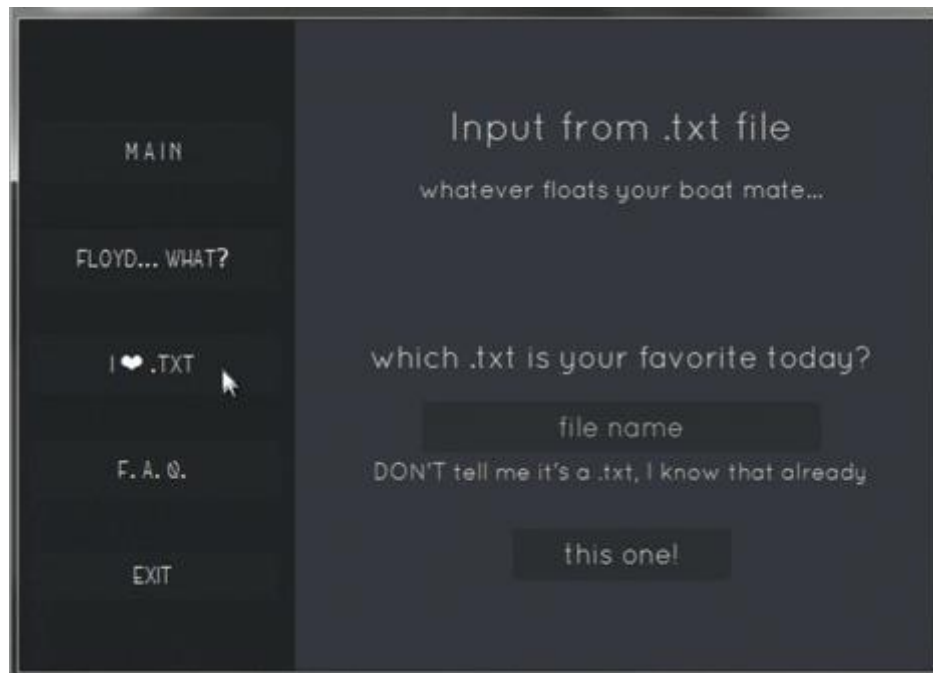 MAIN
FLOYD... WHAT?
I ❤ .TXT
F. A. Q.
EXIT
Input from .txt file
whatever floats your boat mate...
which .txt is your favorite today?
file name
DON'T tell me it's a .txt, I know that already
this one!